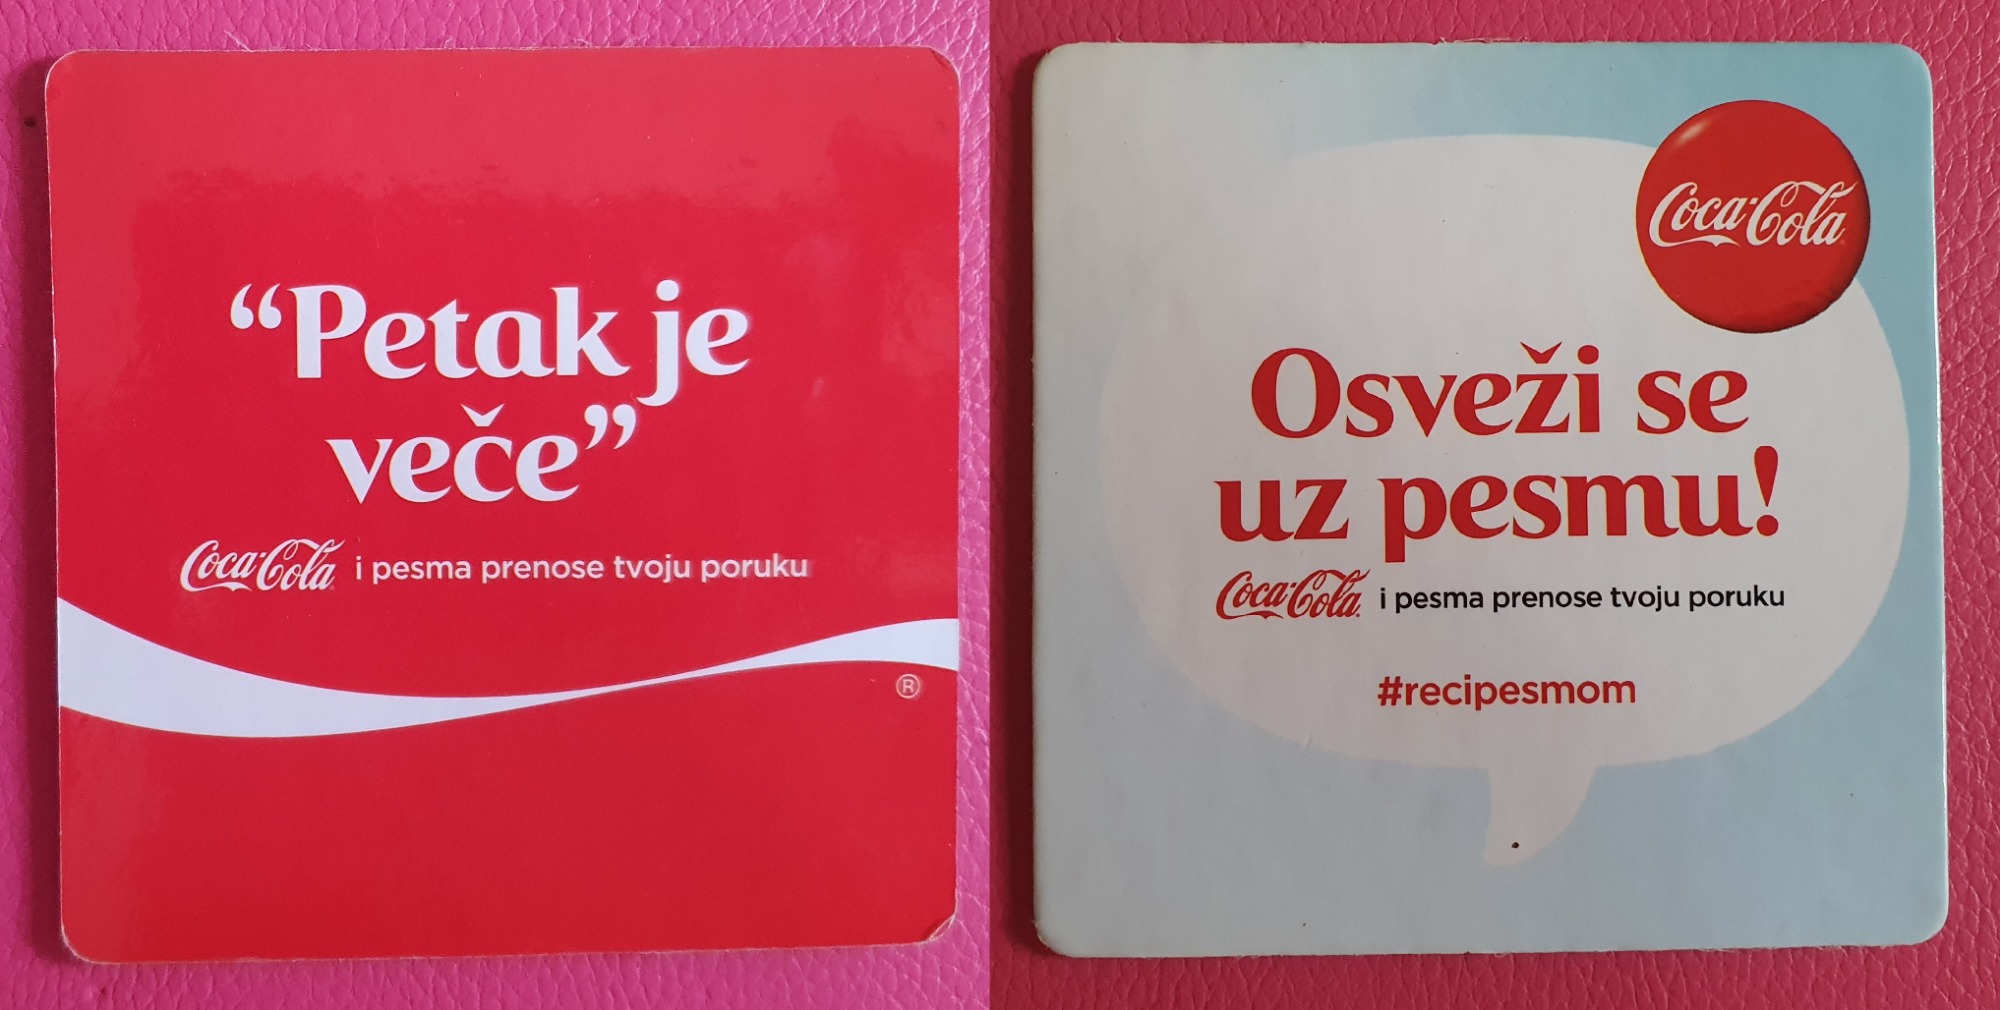 “Petak je
veče”
Coca-Cola i pesma prenose tvoju poruku
®
Coca-Cola
Osveži se
uz pesmu!
Coca-Cola i pesma prenose tvoju poruku
#recipesmom